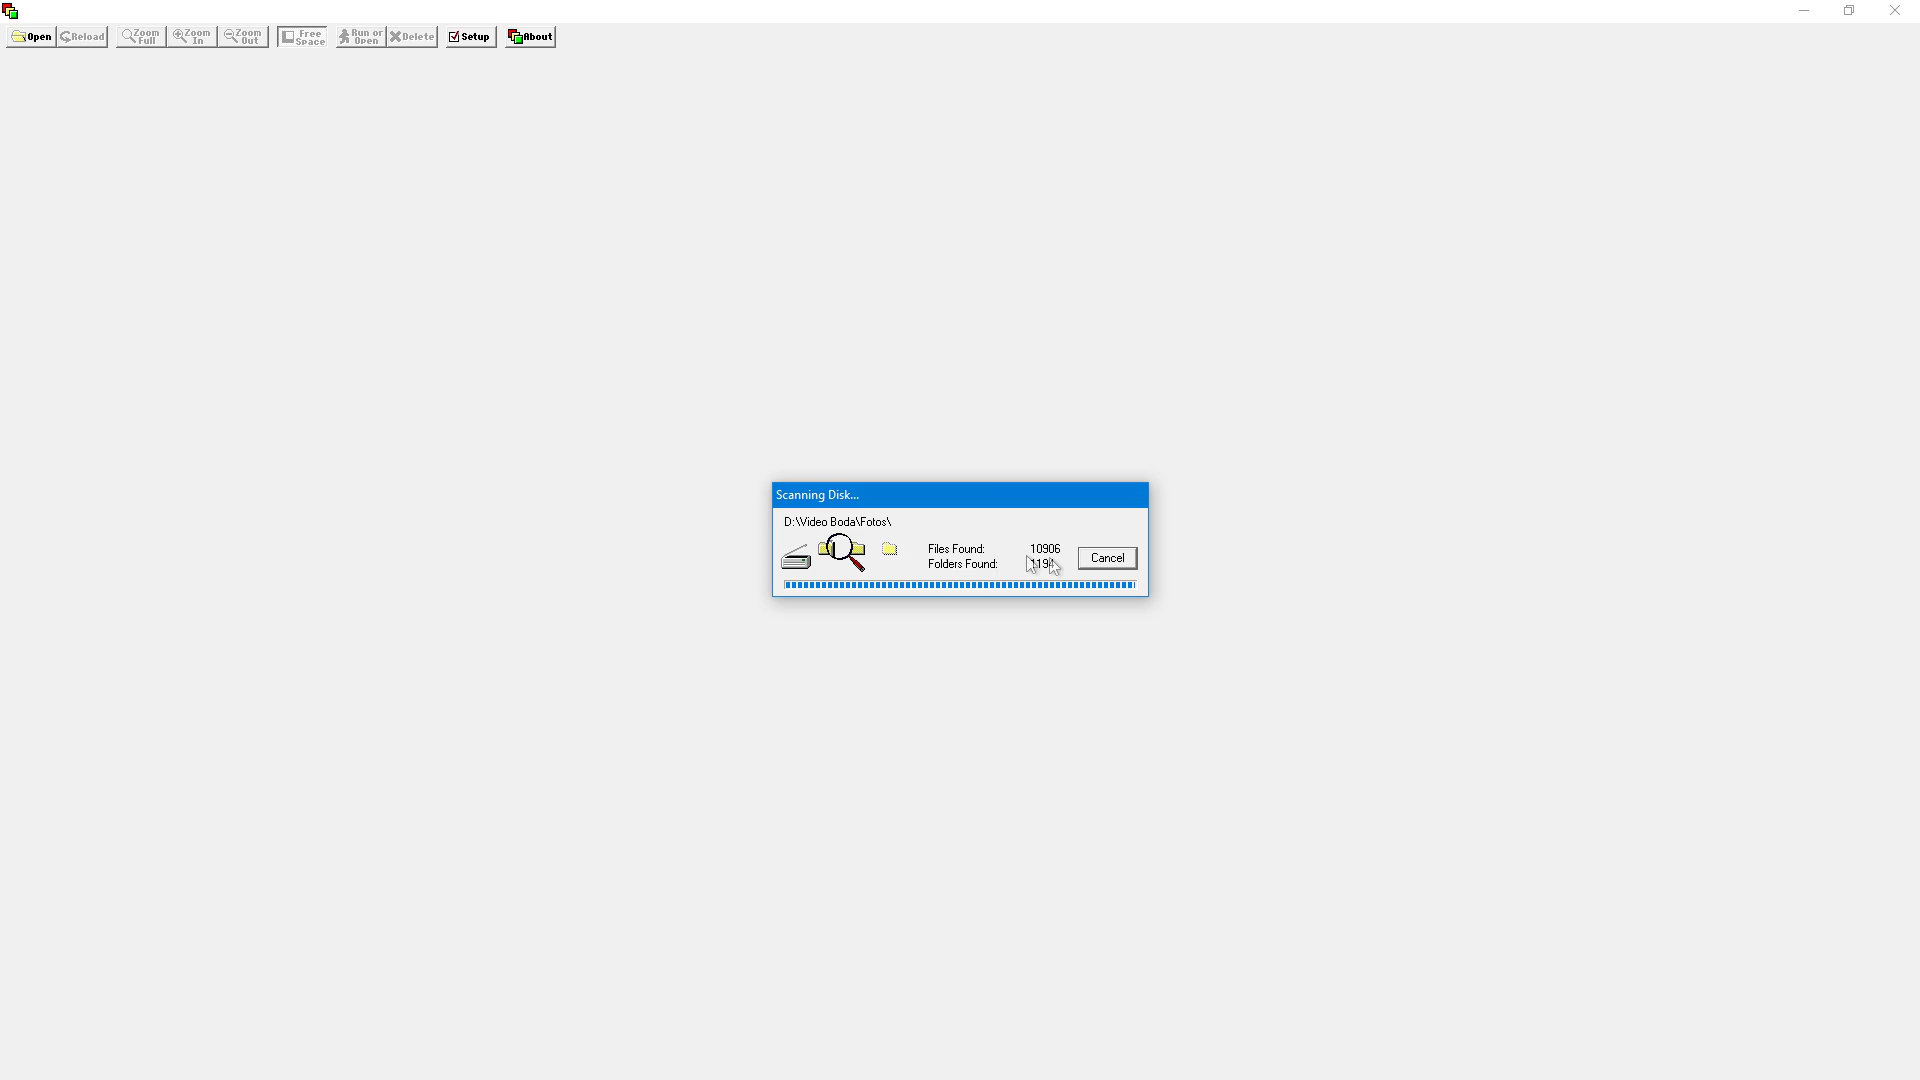 Open
Reload
Zoom Full
Zoom In
Zoom Out
Free Space
Run or Open
Delete
Setup
About
Scanning Disk...
D:\Video Boda\Fotos\
Files Found: 10906
Folders Found: 1194
Cancel